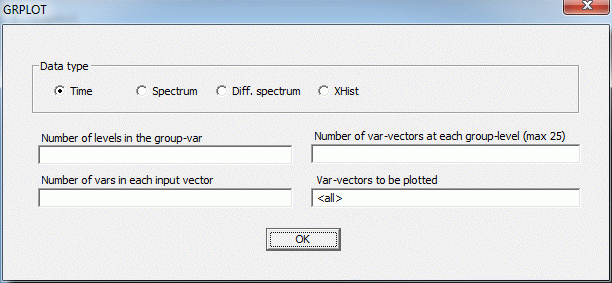 GRPLOT
Data type
Time
Spectrum
Diff. spectrum
XHist
Number of levels in the group-var
Number of var-vectors at each group-level (max 25)
Number of vars in each input vector
Var-vectors to be plotted
<all>
OK